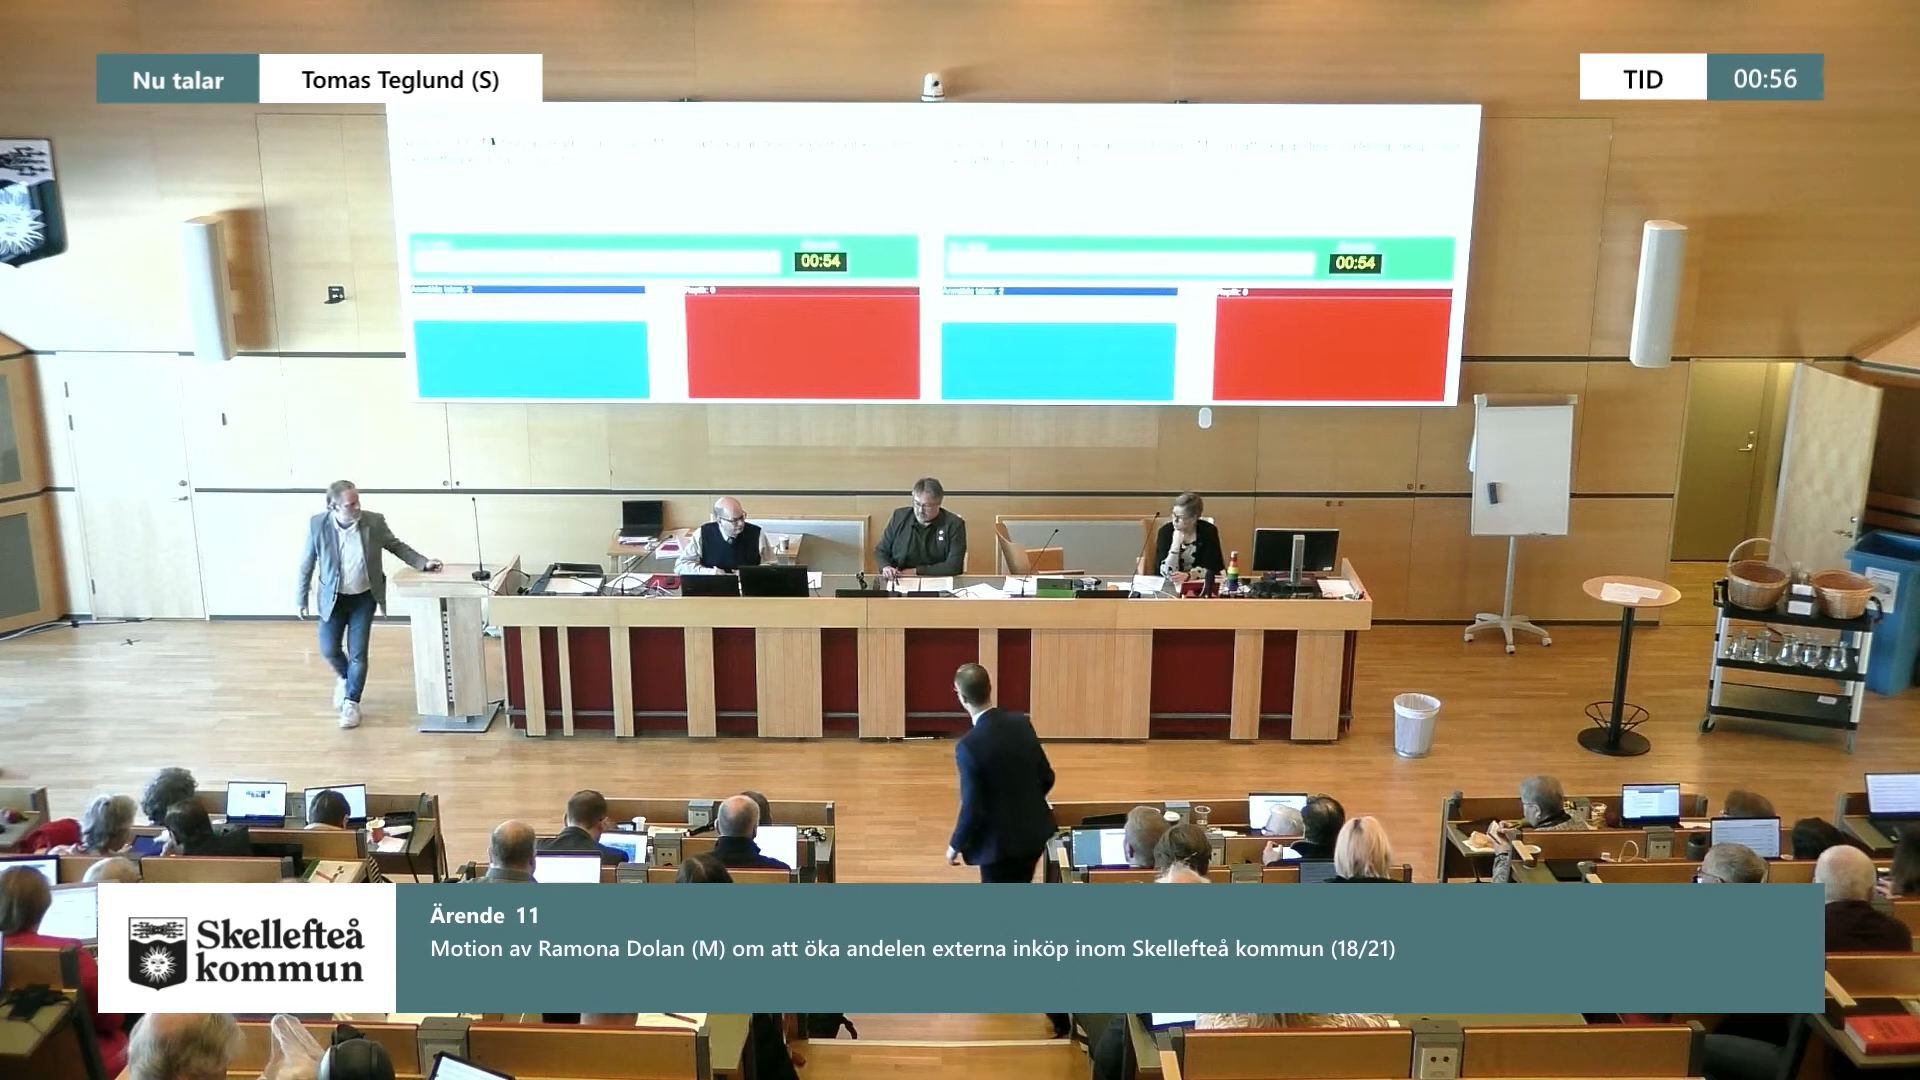 Nu talar
Tomas Teglund (S)
TID
00:56
00:54
00:54
Skellefteå
kommun
Ärende 11
Motion av Ramona Dolan (M) om att öka andelen externa inköp inom Skellefteå kommun (18/21)